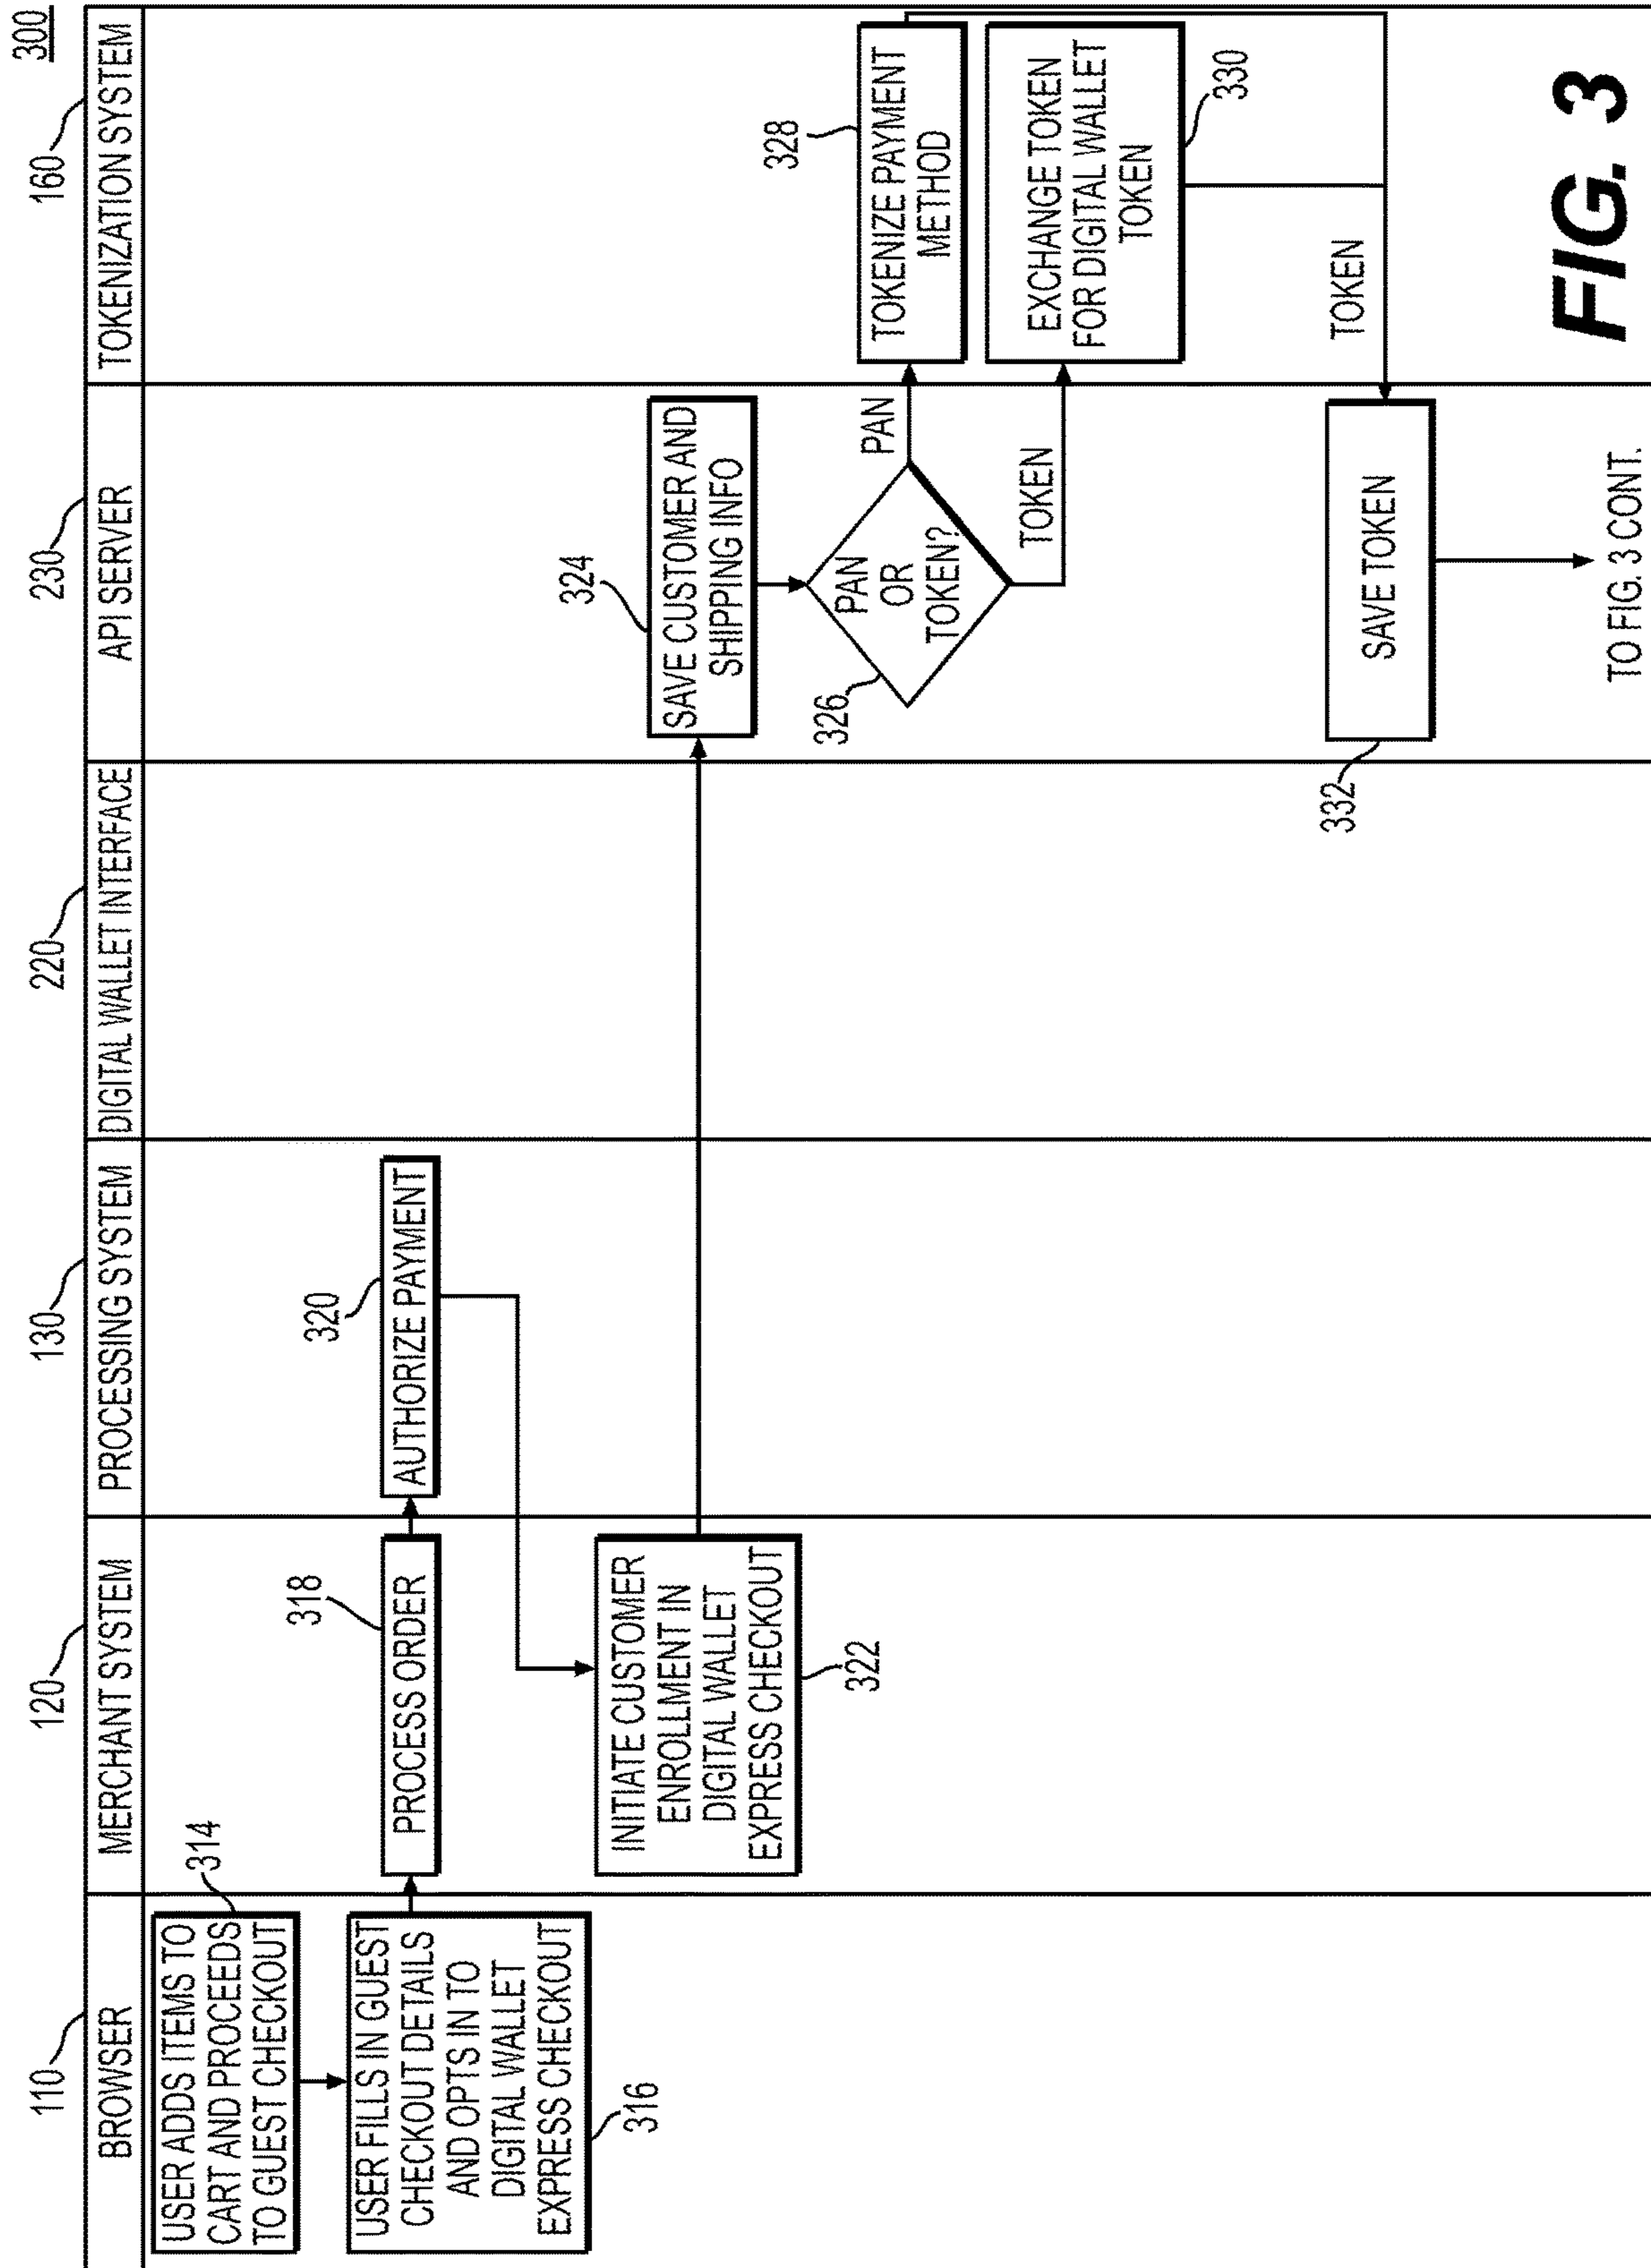 300
110
120
130
220
230
160
BROWSER
MERCHANT SYSTEM
PROCESSING SYSTEM
DIGITAL WALLET INTERFACE
API SERVER
TOKENIZATION SYSTEM
USER ADDS ITEMS TO
CART AND PROCEEDS
TO GUEST CHECKOUT
314
USER FILLS IN GUEST
CHECKOUT DETAILS
AND OPTS IN TO
DIGITAL WALLET
EXPRESS CHECKOUT
316
318
PROCESS ORDER
320
AUTHORIZE PAYMENT
INITIATE CUSTOMER
ENROLLMENT IN
DIGITAL WALLET
EXPRESS CHECKOUT
322
324
SAVE CUSTOMER AND
SHIPPING INFO
326
PAN
OR
TOKEN?
PAN
TOKEN
328
TOKENIZE PAYMENT
METHOD
EXCHANGE TOKEN
FOR DIGITAL WALLET
TOKEN
330
TOKEN
332
SAVE TOKEN
TO FIG. 3 CONT.
FIG. 3